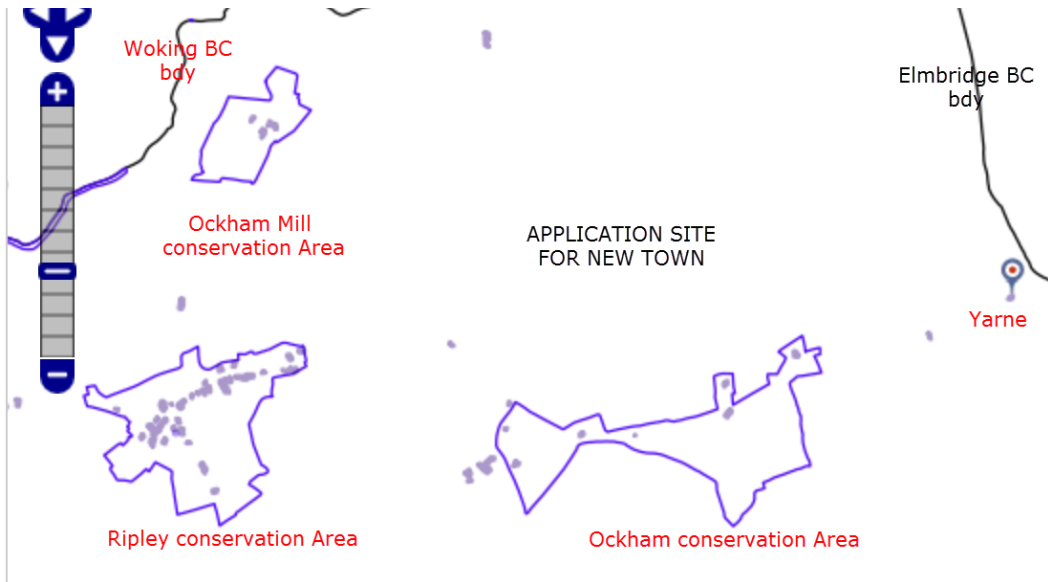 Woking BC
bdy
Elmbridge BC
bdy
Ockham Mill
conservation Area
APPLICATION SITE
FOR NEW TOWN
Yarne
Ripley conservation Area
Ockham conservation Area